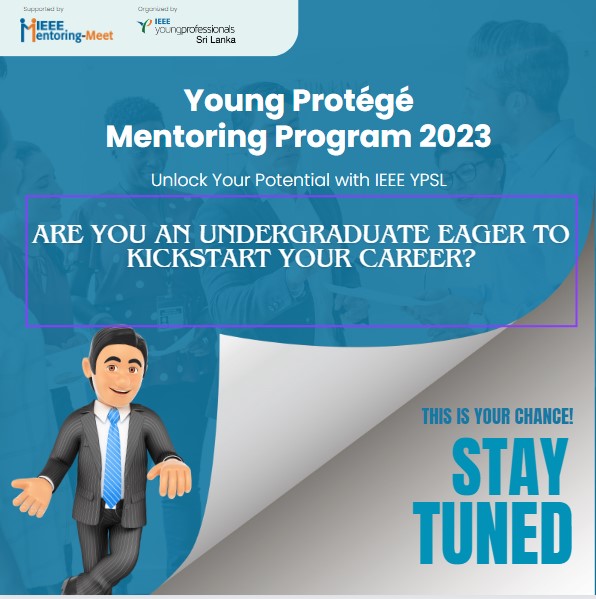 Supported by
IEEE
Mentoring-Meet
Organized by
IEEE
youngprofessionals
Sri Lanka
Young Protégé
Mentoring Program 2023
Unlock Your Potential with IEEE YPSL
ARE YOU AN UNDERGRADUATE EAGER TO
KICKSTART YOUR CAREER?
THIS IS YOUR CHANCE!
STAY
TUNED